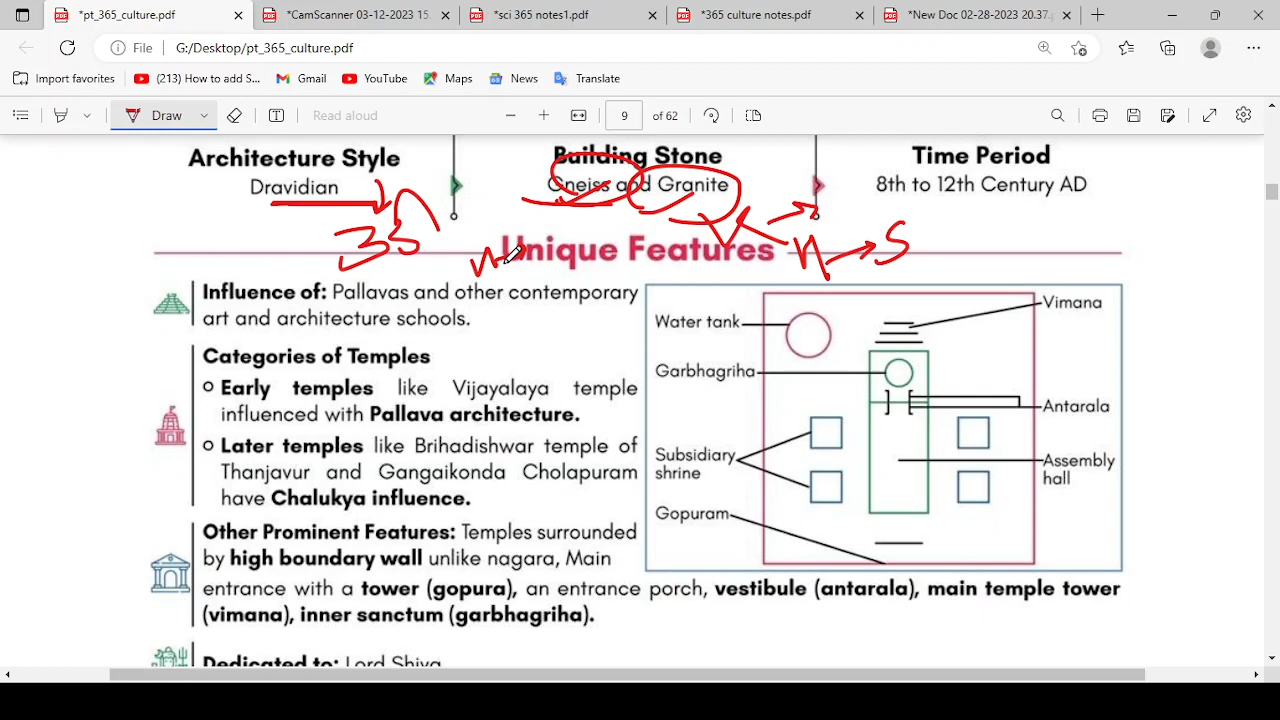 *pt_365_culture.pdf
*CamScanner 03-12-2023 15.
*sci 365 notes1.pdf
*365 culture notes.pdf
*New Doc 02-28-2023 20.37.p
File
G:/Desktop/pt_365_culture.pdf
Import favorites
(213) How to add S...
Gmail
YouTube
Maps
News
Translate
Draw
Read aloud
9
of 62
Architecture Style
Dravidian
Building Stone
Gneiss and Granite
Time Period
8th to 12th Century AD
Unique Features
Influence of: Pallavas and other contemporary
art and architecture schools.
Categories of Temples
Early temples like Vijayalaya temple
influenced with Pallava architecture.
Later temples like Brihadishwar temple of
Thanjavur and Gangaikonda Cholapuram
have Chalukya influence.
Other Prominent Features: Temples surrounded
by high boundary wall unlike nagara, Main
entrance with a tower (gopura), an entrance porch, vestibule (antarala), main temple tower
(vimana), inner sanctum (garbhagriha).
Water tank
Garbhagriha
Subsidiary
shrine
Gopuram
Vimana
Antarala
Assembly
hall
Dedicated to: Lord Shiva